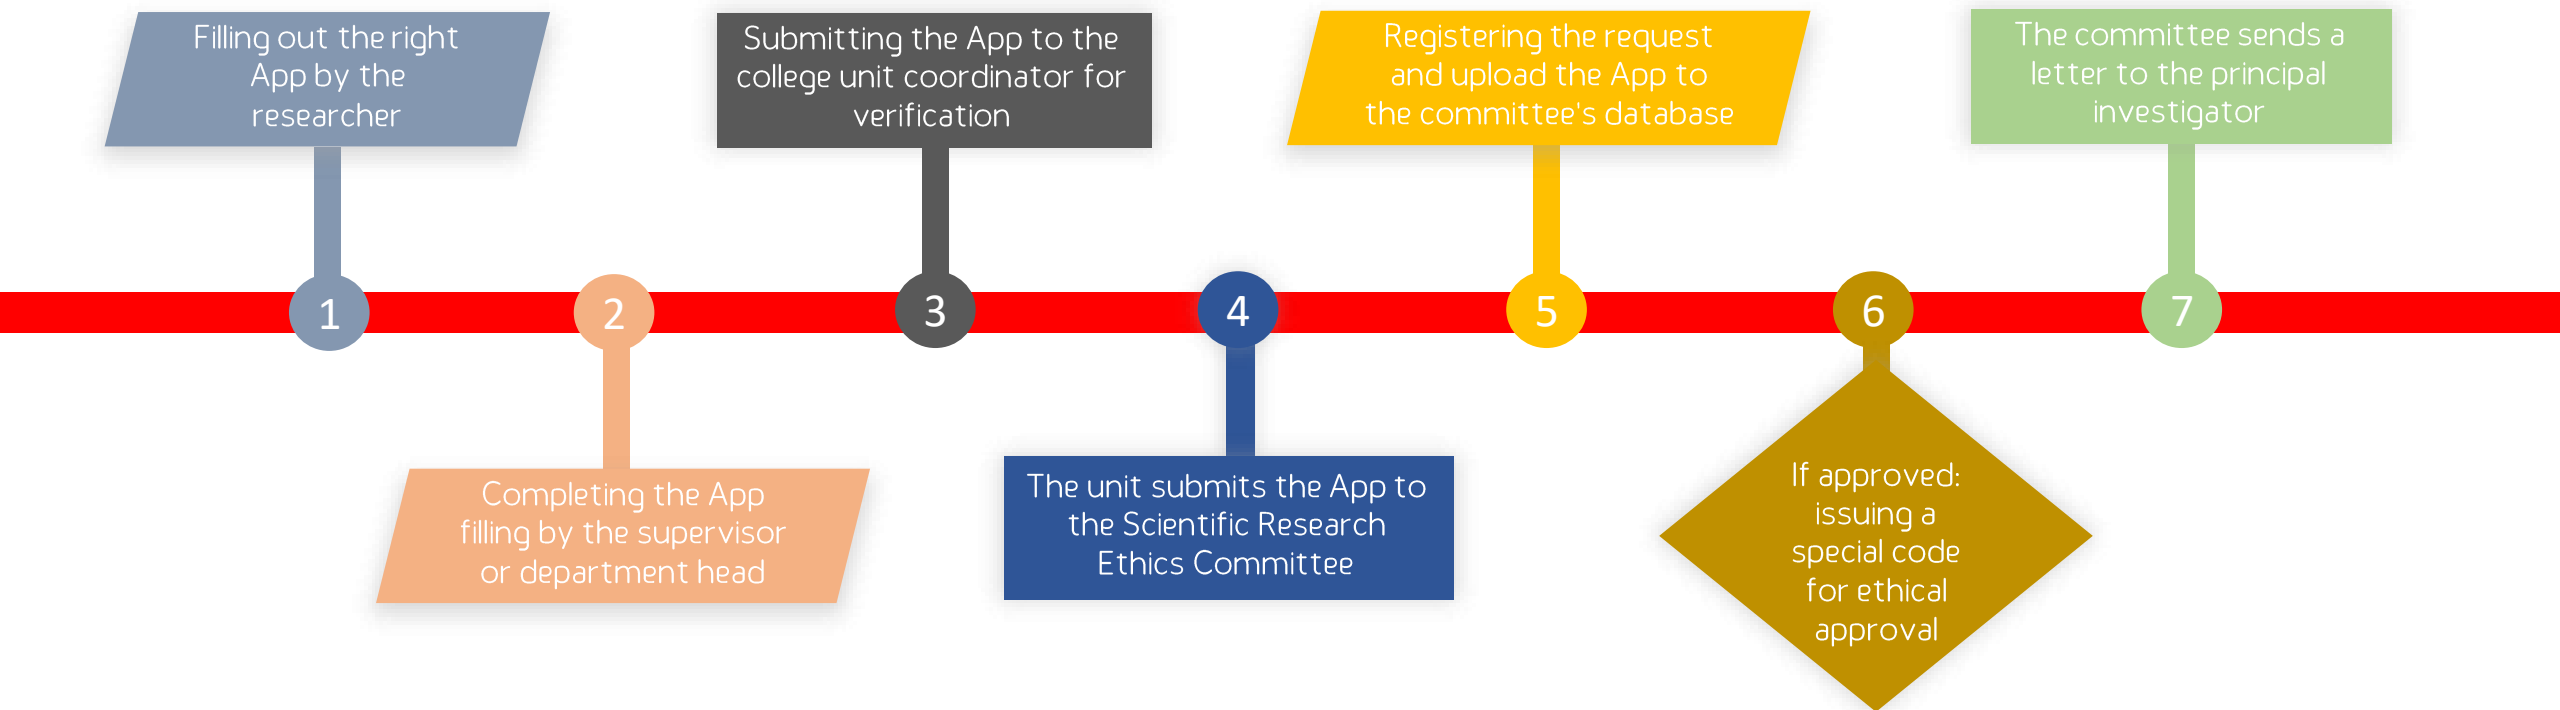 Filling out the right
App by the
researcher
1
2
Completing the App
filling by the supervisor
or department head
Submitting the App to the
college unit coordinator for
verification
3
4
The unit submits the App to
the Scientific Research
Ethics Committee
Registering the request
and upload the App to
the committee's database
5
6
If approved:
issuing a
special code
for ethical
approval
The committee sends a
letter to the principal
investigator
7